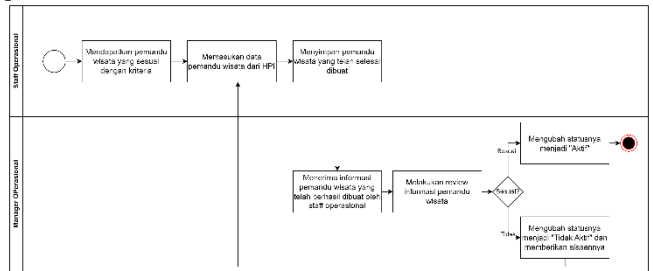 Staff Operasional
Mendapatkan pemandu
wisata yang sesuai
dengan kriteria
Memasukan data
pemandu wisata dari HPI
Menyimpan pemandu
wisata yang telah selesai
dibuat
Manager OPerasional
Menerima informasi
pemandu wisata yang
telah berhasil dibuat oleh
staff operasional
Melakukan review
informasi pemandu
wisata
Sesuai?
Sesuai
Mengubah statusnya
menjadi "Aktif"
Tidak
Mengubah statusnya
menjadi "Tidak Aktif" dan
memberikan alasannya